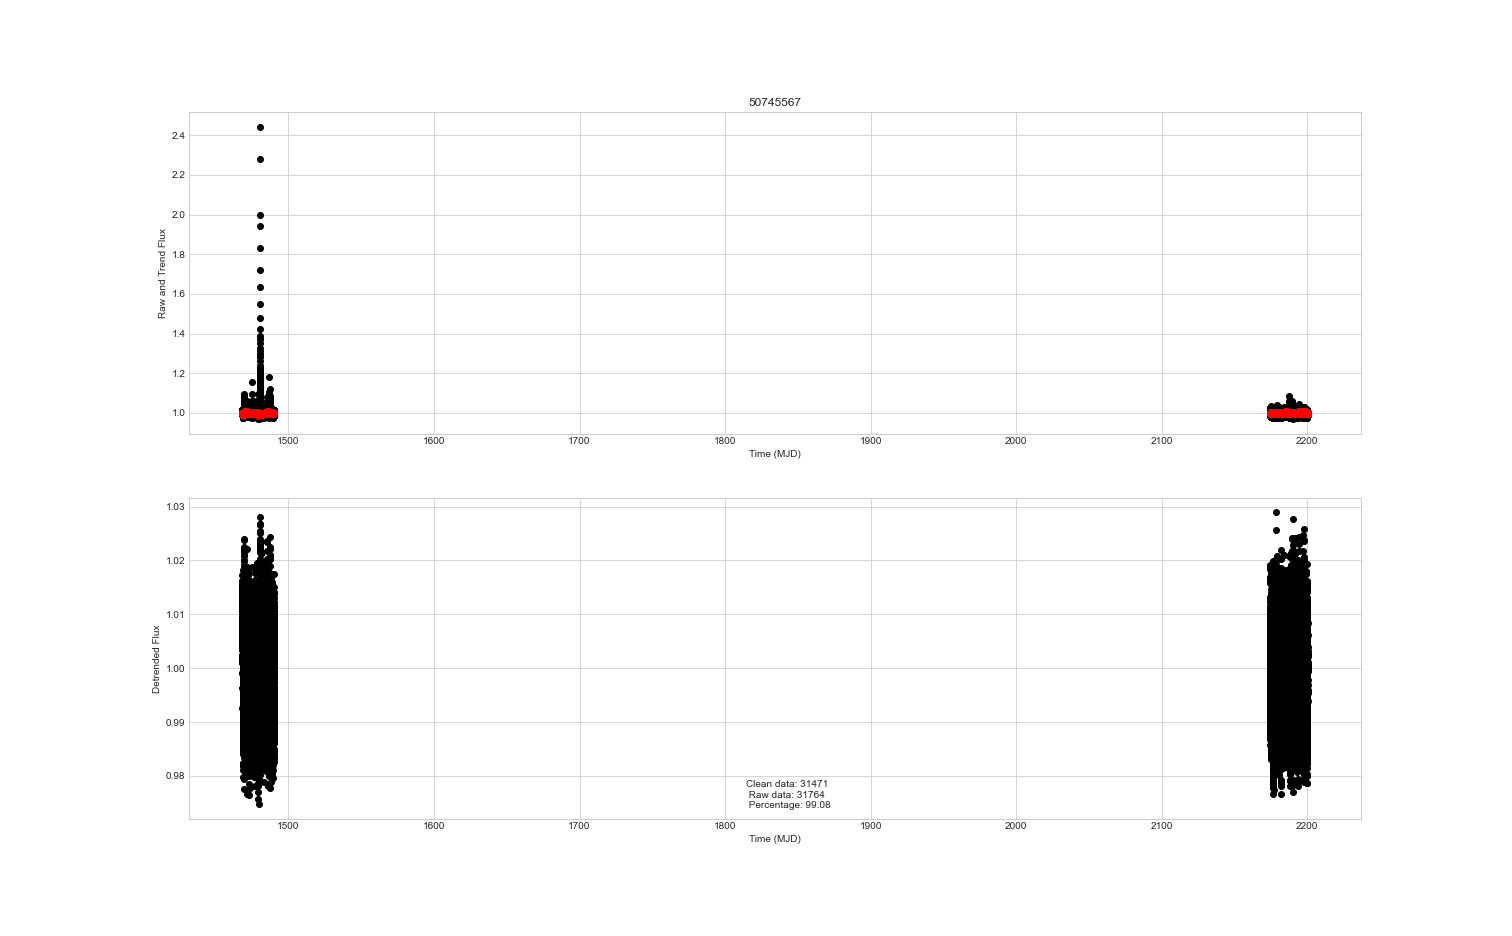 50745567
2.4
2.2
2.0
1.8
1.6
1.4
1.2
1.0
Raw and Trend Flux
1500 1600 1700 1800 1900 2000 2100 2200
Time (MJD)
1.03
1.02
1.01
1.00
0.99
0.98
Detrended Flux
Clean data: 31471
Raw data: 31764
Percentage: 99.08
1500 1600 1700 1800 1900 2000 2100 2200
Time (MJD)